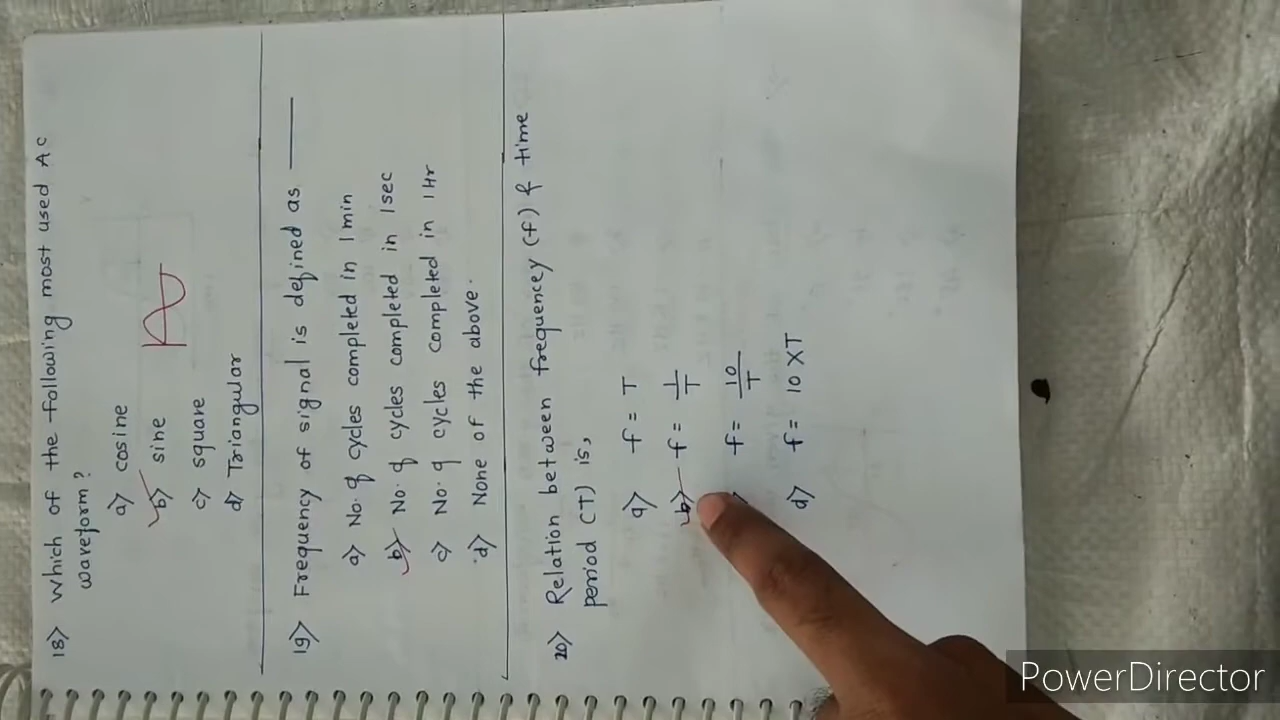 18> Which of the following most used AC
waveform?
a> cosine
b> sine
c> square
d> Triangular
19> Frequency of signal is defined as
a> No. of cycles completed in 1 min
b> No. of cycles completed in 1 sec
c> No. of cycles completed in 1 Hr
d> None of the above.
20> Relation between frequencey (f) & time
period (T) is,
a> f = T
b> f = 1/T
f = 10/T
d> f = 10 X T
PowerDirector